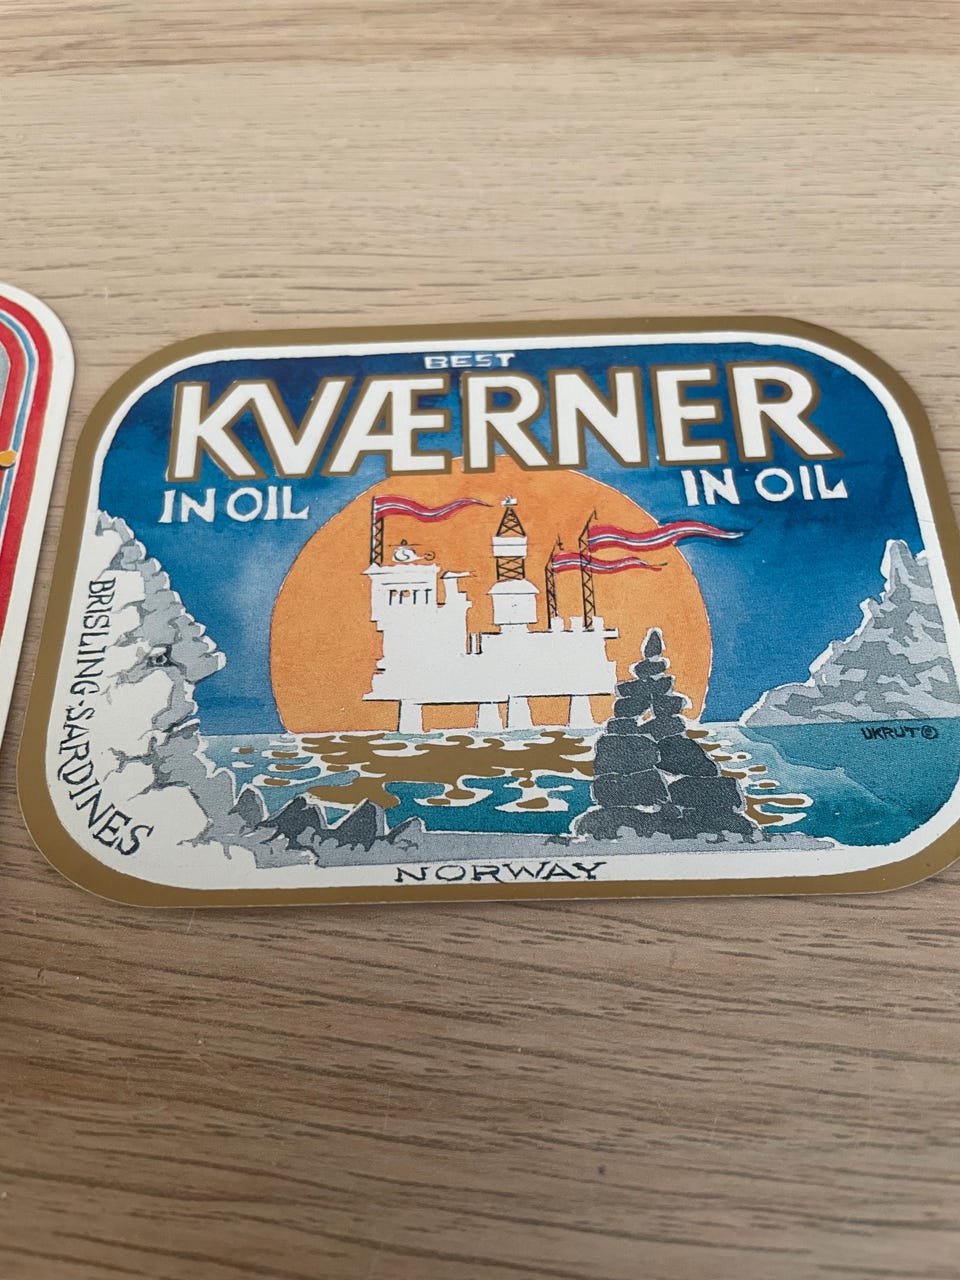 BEST
KVÆRNER
IN OIL
IN OIL
BRISLING·SARDINES
UKRUT ©
NORWAY